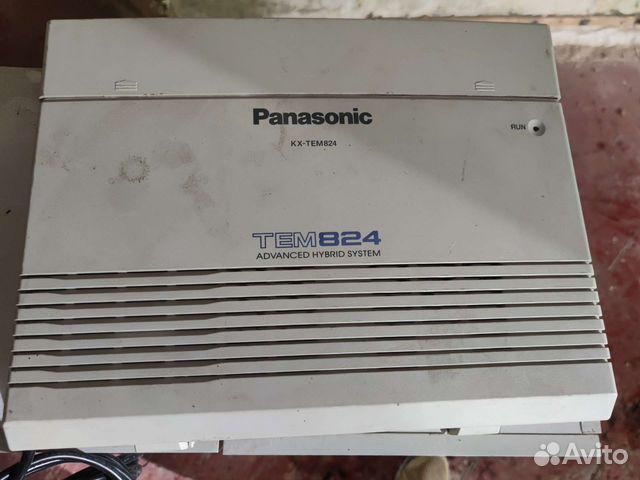 Panasonic
KX-TEM824
RUN
TEM824
ADVANCED HYBRID SYSTEM
Avito